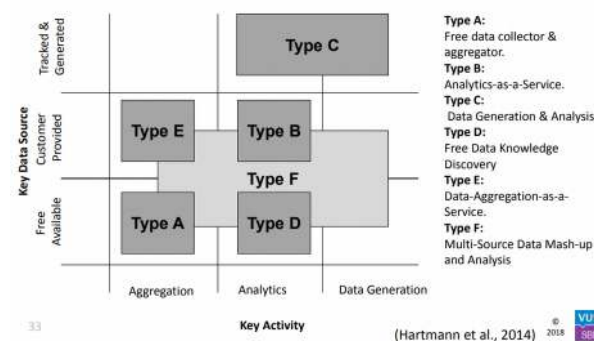 Tracked &
Generated
Customer
Provided
Free
Available
Key Data Source
Type C
Type E
Type B
Type F
Type A
Type D
Aggregation
Analytics
Data Generation
Key Activity
Type A:
Free data collector &
aggregator.
Type B:
Analytics-as-a-Service.
Type C:
Data Generation & Analysis
Type D:
Free Data Knowledge
Discovery
Type E:
Data-Aggregation-as-a-
Service.
Type F:
Multi-Source Data Mash-up
and Analysis
33
(Hartmann et al., 2014)
©
2018
VU